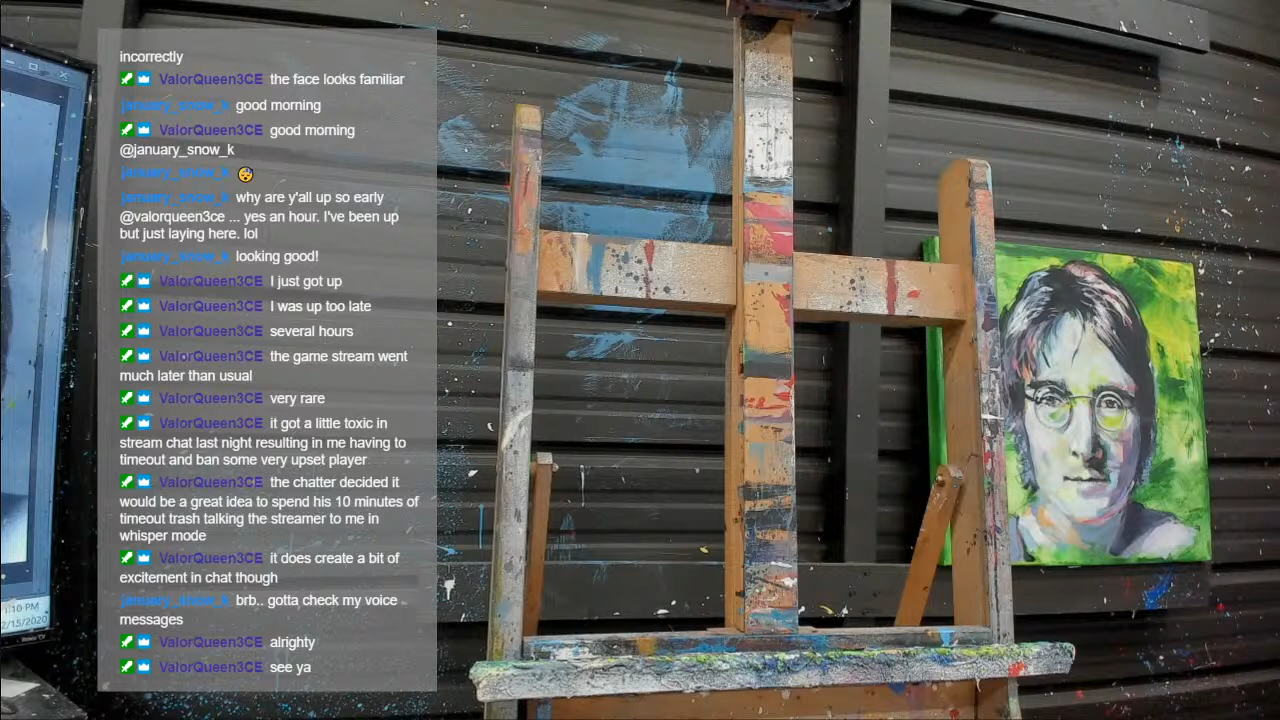 incorrectly
ValorQueen3CE the face looks familiar
january_snow_k good morning
ValorQueen3CE good morning
@january_snow_k
january_snow_k
january_snow_k why are y'all up so early
@valorqueen3ce ... yes an hour. I've been up
but just laying here. lol
january_snow_k looking good!
ValorQueen3CE I just got up
ValorQueen3CE I was up too late
ValorQueen3CE several hours
ValorQueen3CE the game stream went
much later than usual
ValorQueen3CE very rare
ValorQueen3CE it got a little toxic in
stream chat last night resulting in me having to
timeout and ban some very upset player
ValorQueen3CE the chatter decided it
would be a great idea to spend his 10 minutes of
timeout trash talking the streamer to me in
whisper mode
ValorQueen3CE it does create a bit of
excitement in chat though
january_snow_k brb.. gotta check my voice
messages
ValorQueen3CE alrighty
ValorQueen3CE see ya
1:10 PM
2/15/2020